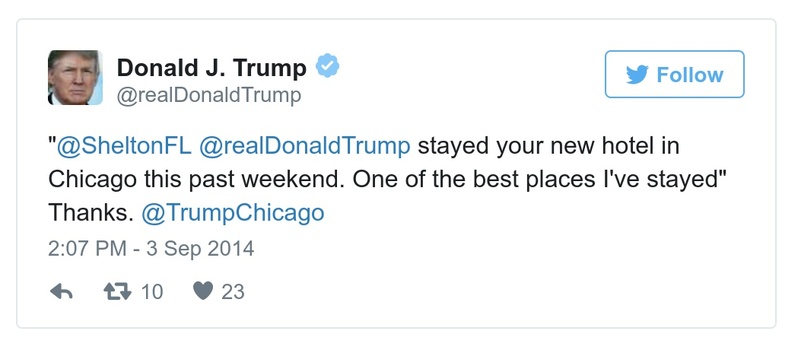 Donald J. Trump
@realDonaldTrump
Follow
"@SheltonFL @realDonaldTrump stayed your new hotel in
Chicago this past weekend. One of the best places I've stayed"
Thanks. @TrumpChicago
2:07 PM - 3 Sep 2014
10 23